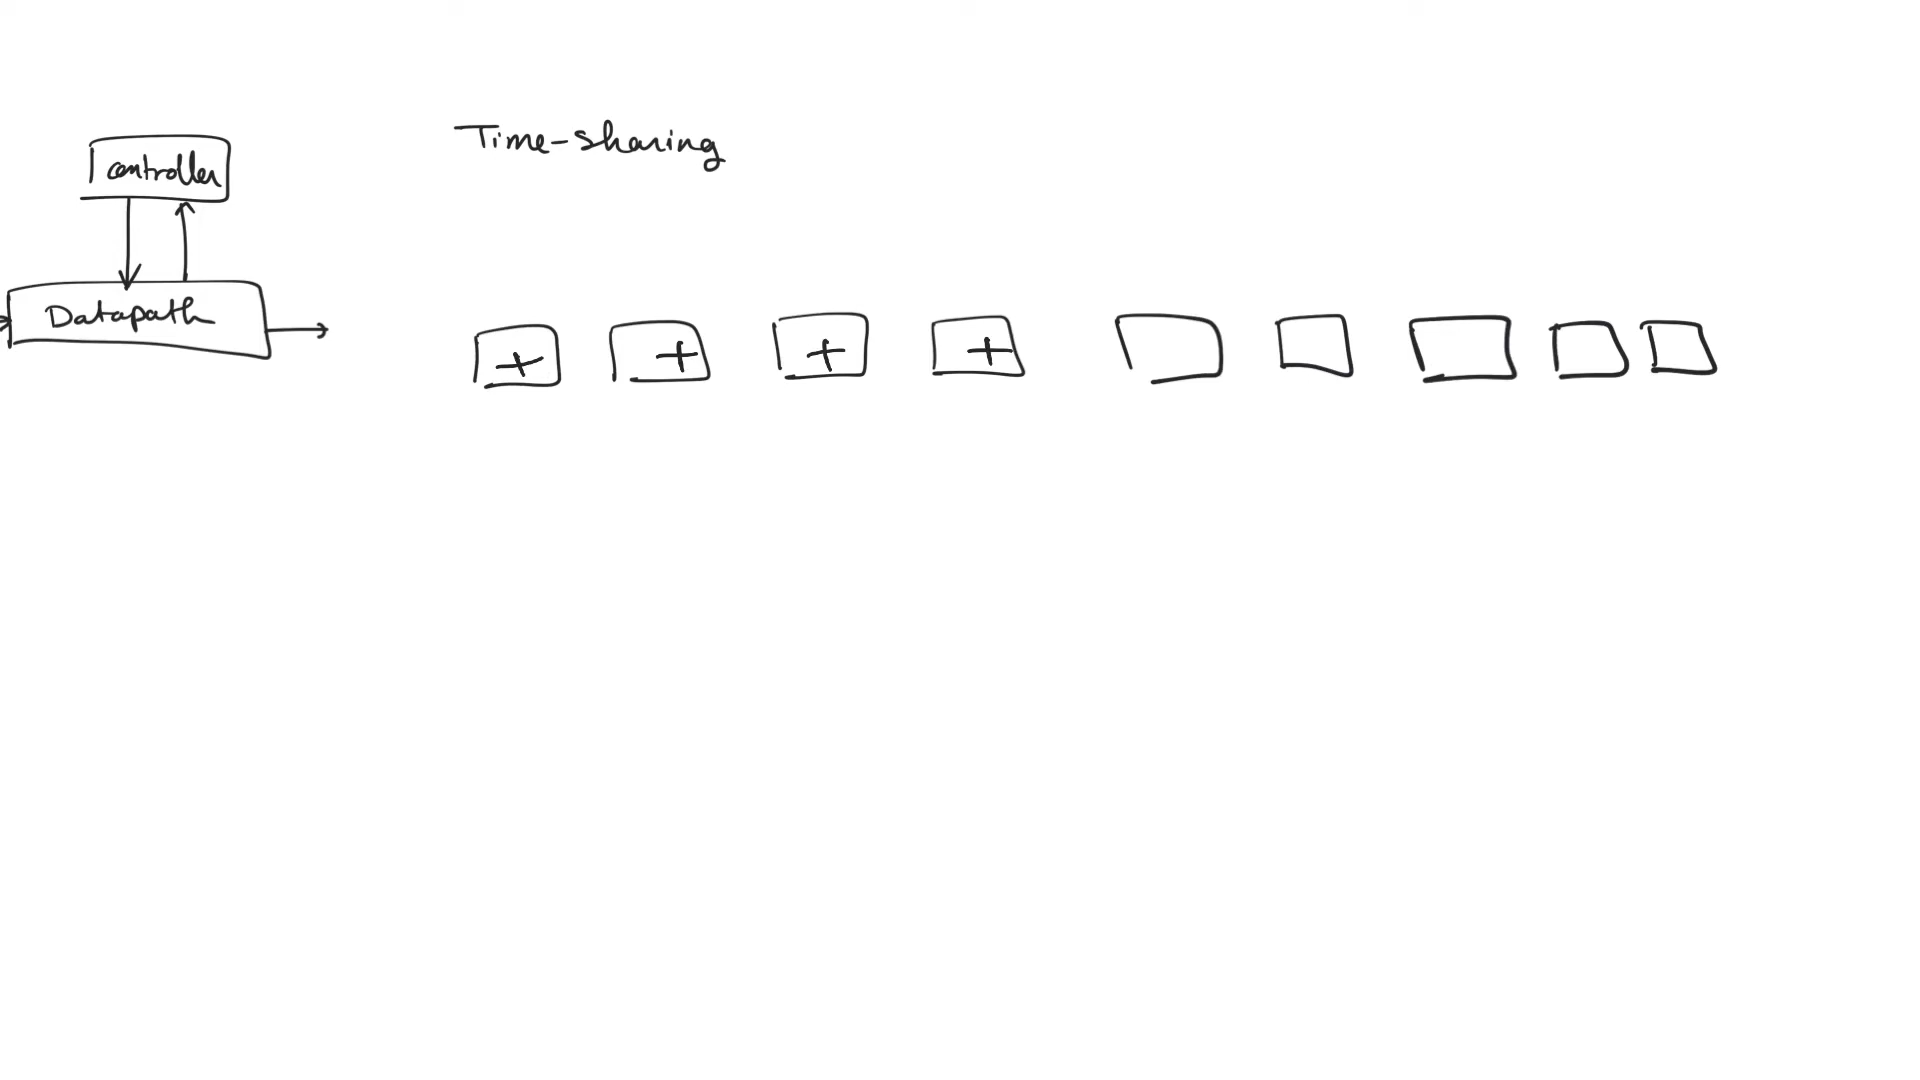 Time-sharing
controller
Datapath
+ + + +